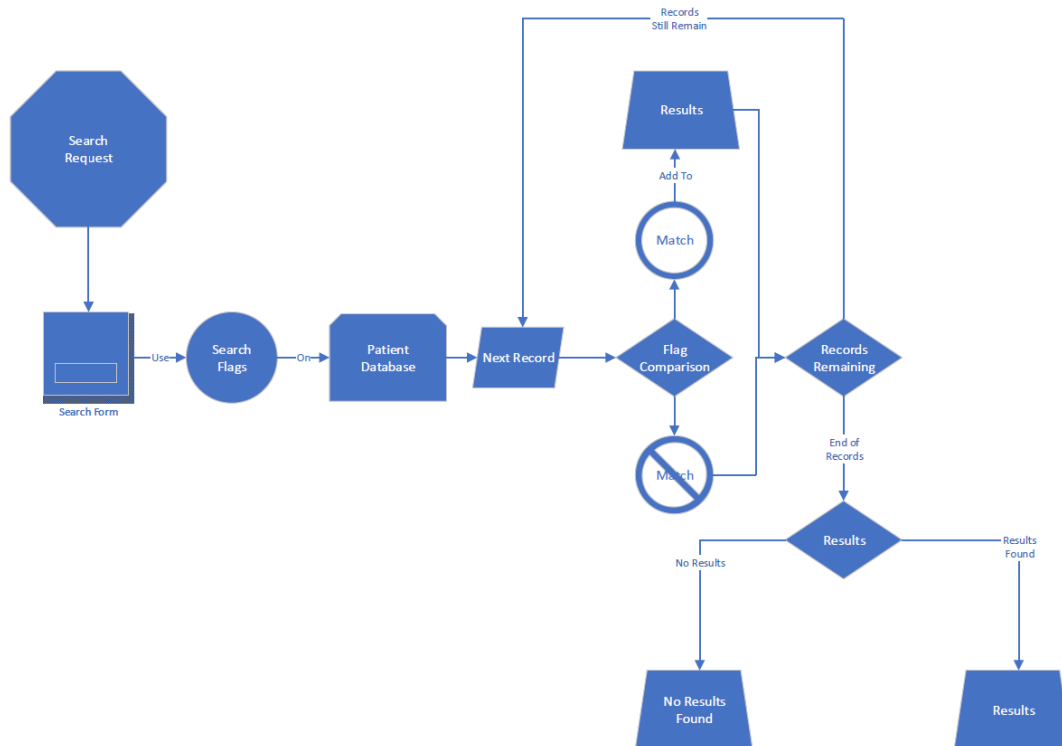 Records
Still Remain
Search
Request
Results
Add To
Match
Use
Search
Flags
On
Patient
Database
Next Record
Flag
Comparison
Records
Remaining
Search Form
Match
End of
Records
Results
No Results
Results
Found
No Results
Found
Results